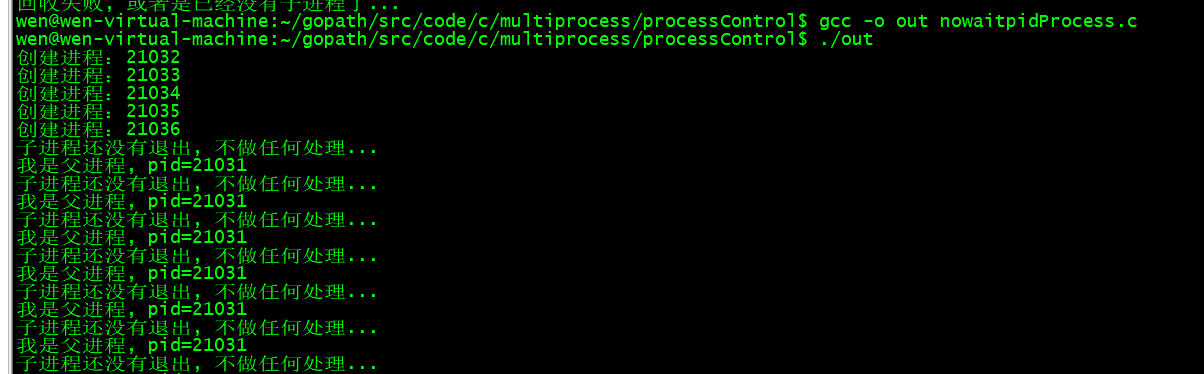 回收失败，或者是已经没有子进程了...
wen@wen-virtual-machine:~/gopath/src/code/c/multiprocess/processControl$ gcc -o out nowaitpidProcess.c
wen@wen-virtual-machine:~/gopath/src/code/c/multiprocess/processControl$ ./out
创建进程：21032
创建进程：21033
创建进程：21034
创建进程：21035
创建进程：21036
子进程还没有退出，不做任何处理...
我是父进程，pid=21031
子进程还没有退出，不做任何处理...
我是父进程，pid=21031
子进程还没有退出，不做任何处理...
我是父进程，pid=21031
子进程还没有退出，不做任何处理...
我是父进程，pid=21031
子进程还没有退出，不做任何处理...
我是父进程，pid=21031
子进程还没有退出，不做任何处理...
我是父进程，pid=21031
子进程还没有退出，不做任何处理...